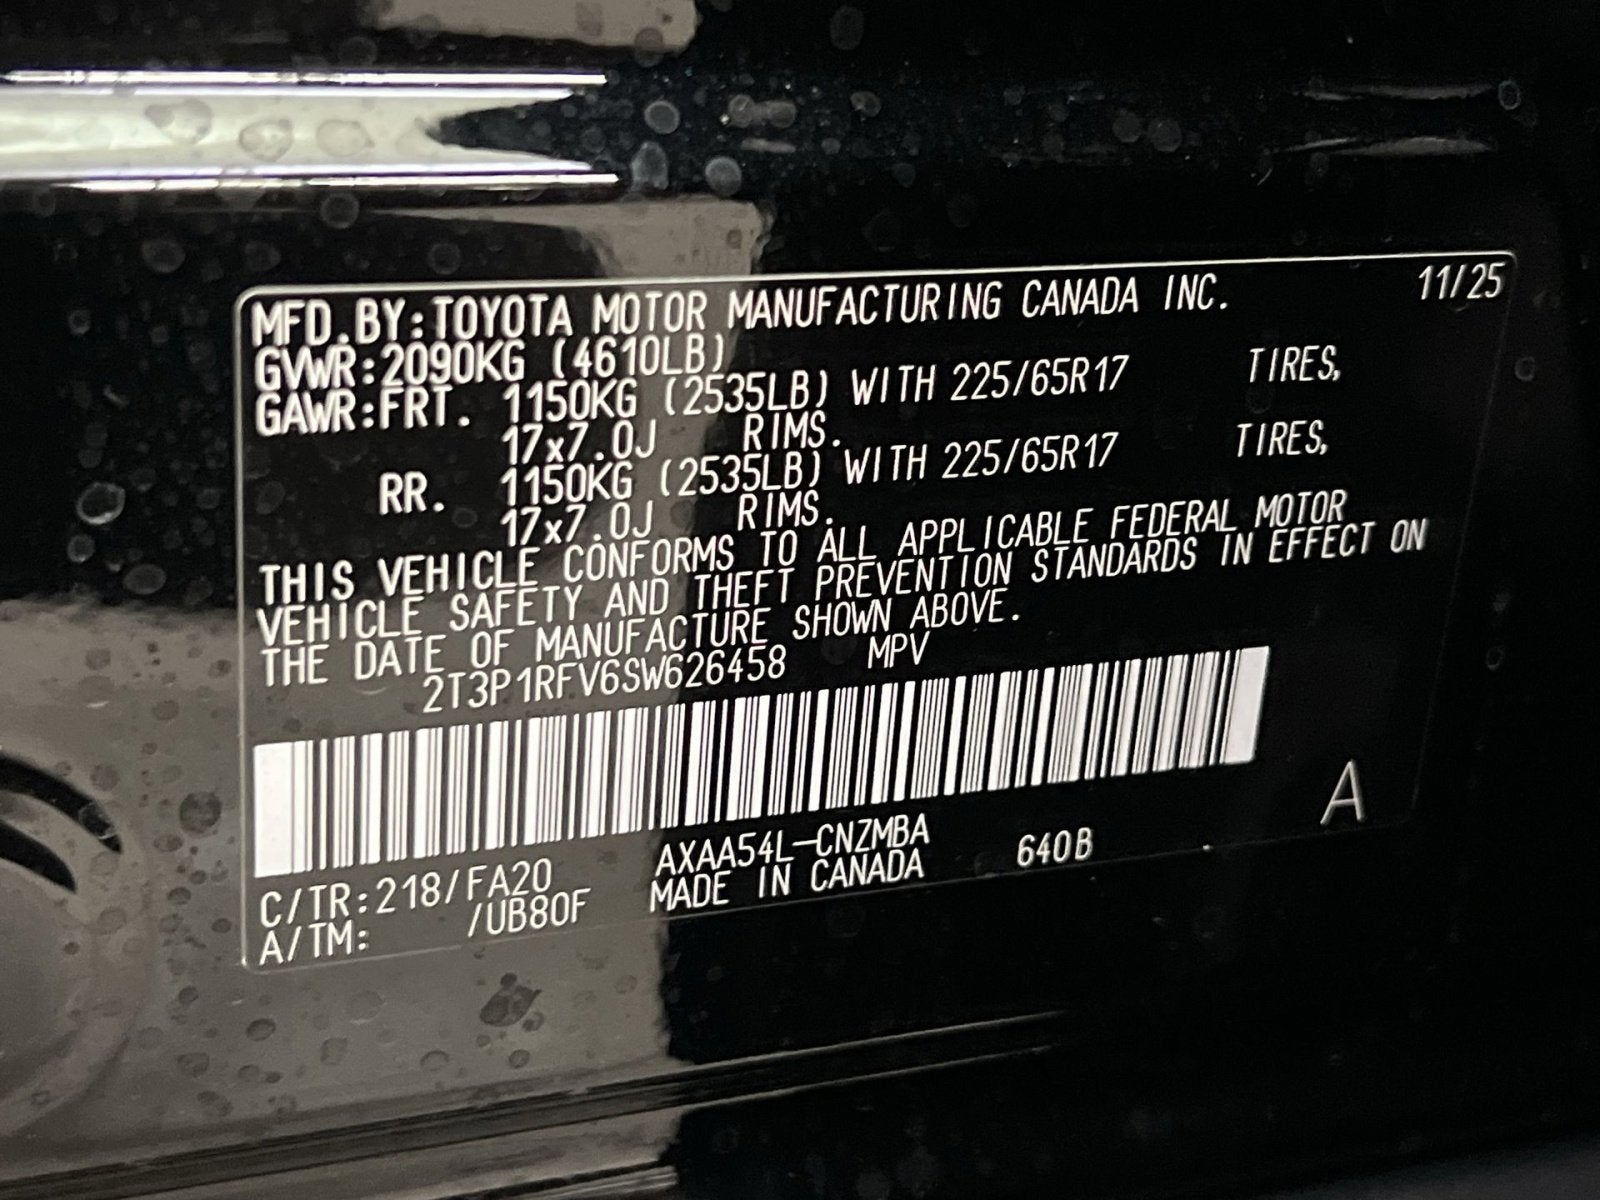 MFD.BY:TOYOTA MOTOR MANUFACTURING CANADA INC. 11/25
GVWR:2090KG (4610LB)
GAWR:FRT. 1150KG (2535LB) WITH 225/65R17 TIRES,
17x7.0J RIMS.
RR. 1150KG (2535LB) WITH 225/65R17 TIRES,
17x7.0J RIMS.
THIS VEHICLE CONFORMS TO ALL APPLICABLE FEDERAL MOTOR
VEHICLE SAFETY AND THEFT PREVENTION STANDARDS IN EFFECT ON
THE DATE OF MANUFACTURE SHOWN ABOVE.
2T3P1RFV6SW626458 MPV
A
C/TR:218/FA20 AXAA54L-CNZMBA 640B
A/TM: /UB80F MADE IN CANADA